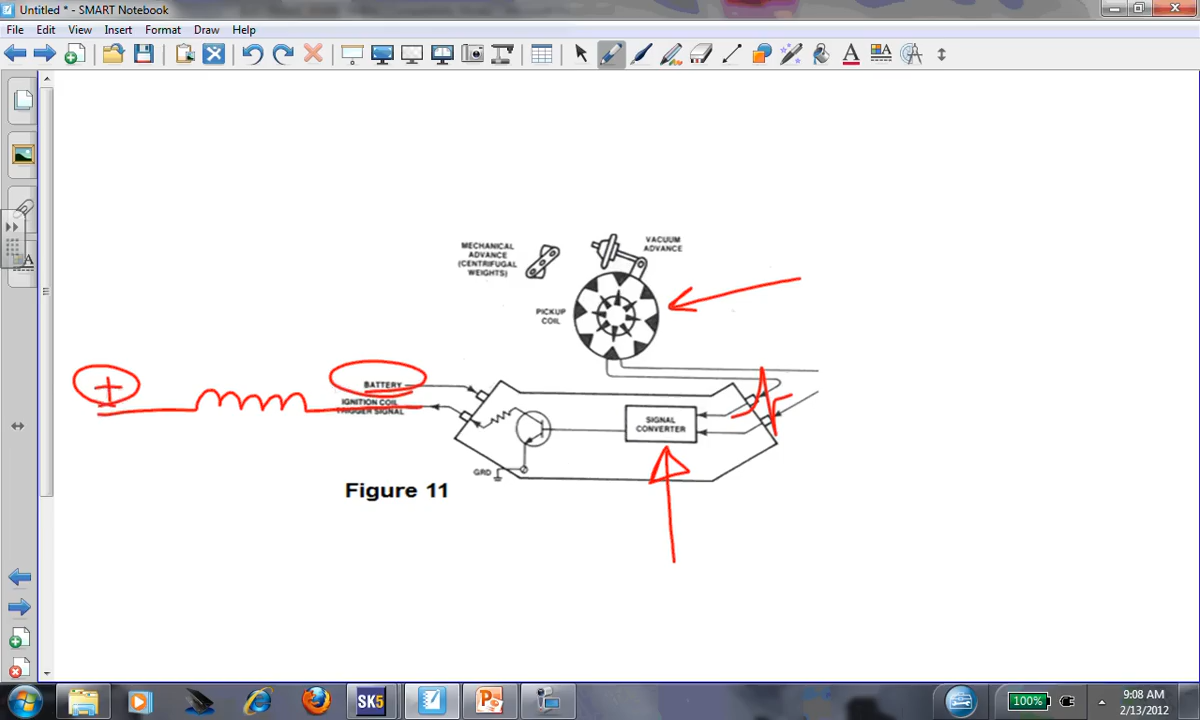 Untitled * - SMART Notebook
File Edit View Insert Format Draw Help
MECHANICAL
ADVANCE
(CENTRIFUGAL
WEIGHTS)
VACUUM
ADVANCE
PICKUP
COIL
+
BATTERY
IGNITION COIL
TRIGGER SIGNAL
SIGNAL
CONVERTER
GRD
Figure 11
SK5
100%
9:08 AM
2/13/2012